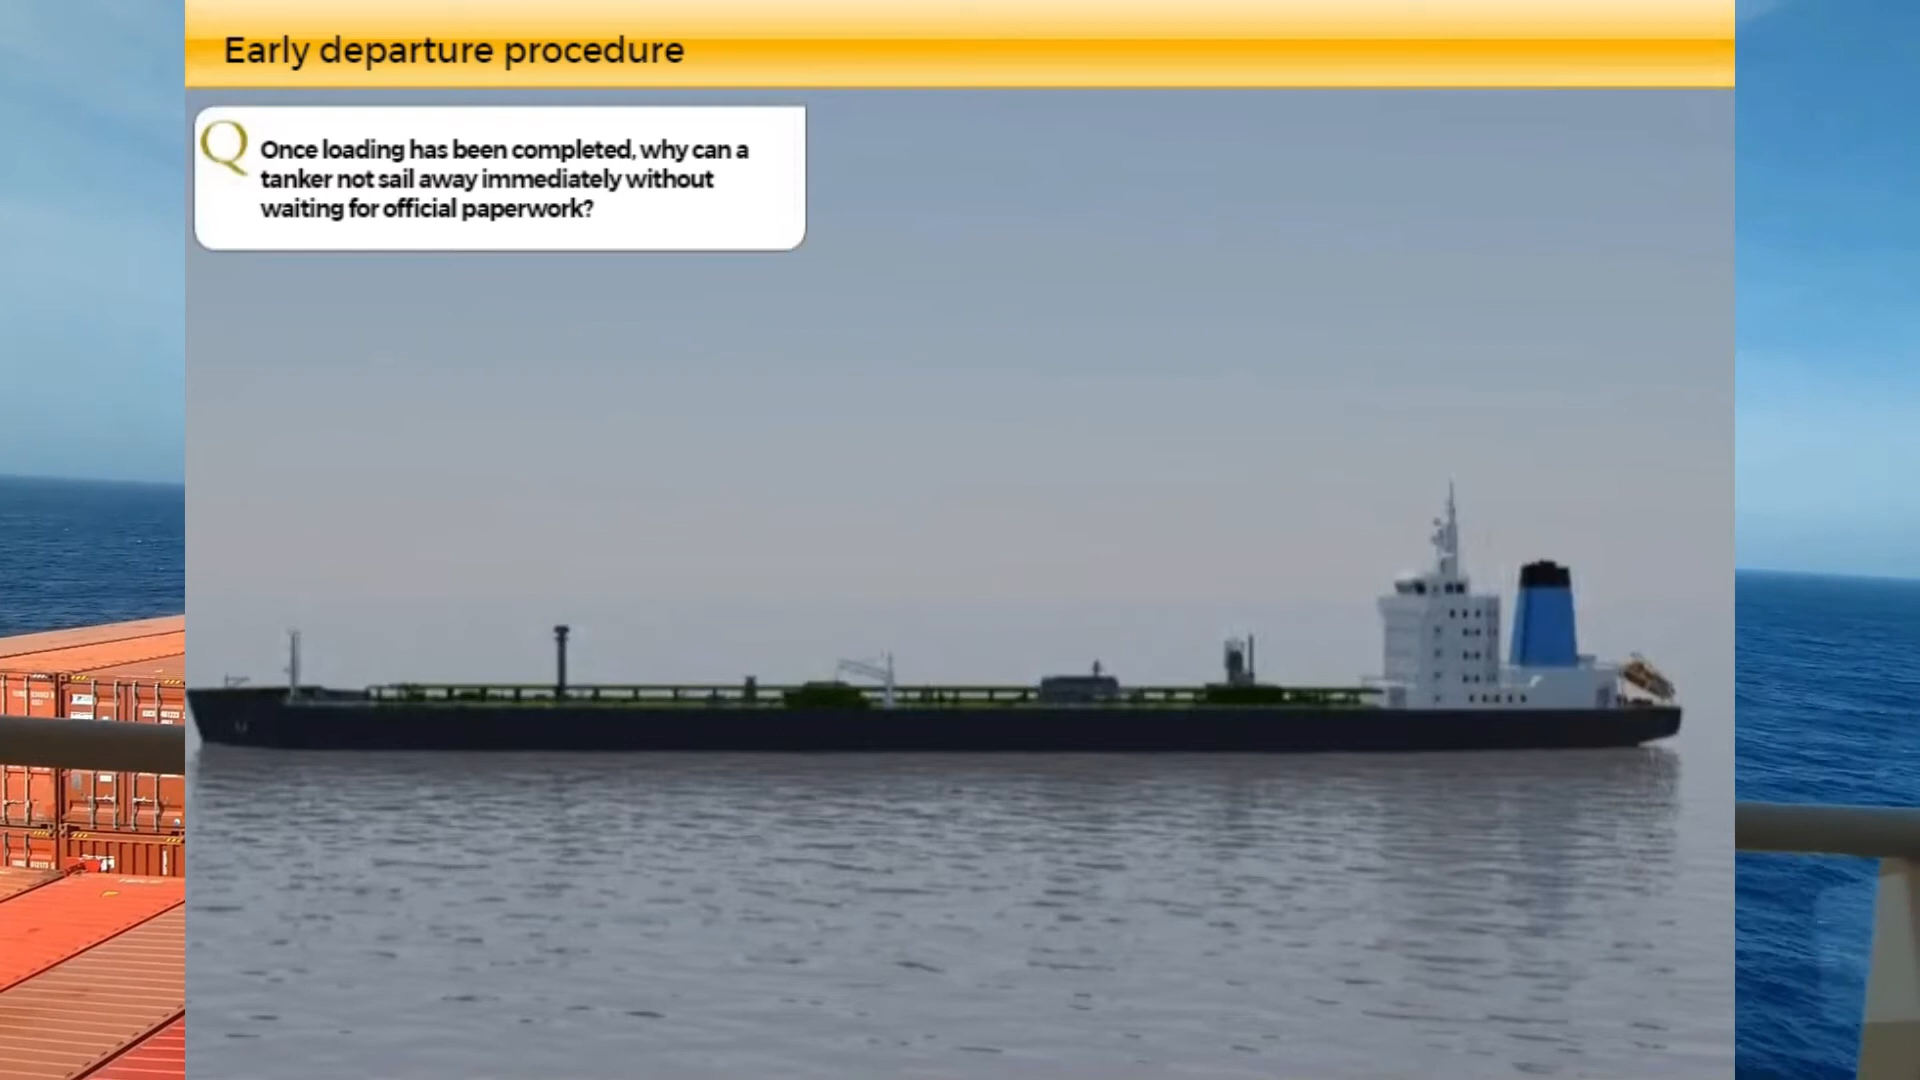 Early departure procedure
Q
Once loading has been completed, why can a
tanker not sail away immediately without
waiting for official paperwork?